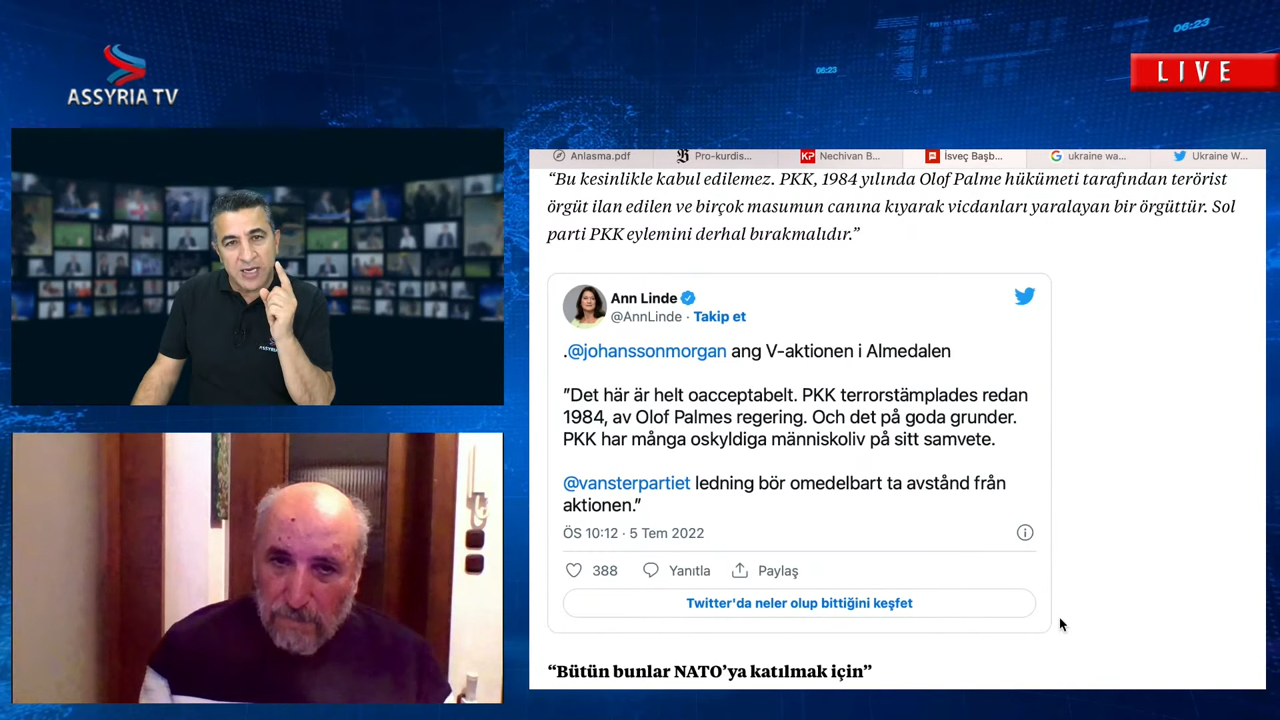 06:23
06:23
LIVE
ASSYRIA TV
Anlasma.pdf
Pro-kurdis...
KP Nechivan B...
İsveç Başb...
ukraine wa...
Ukraine W...
“Bu kesinlikle kabul edilemez. PKK, 1984 yılında Olof Palme hükümeti tarafından terörist
örgüt ilan edilen ve birçok masumun canına kıyarak vicdanları yaralayan bir örgüttür. Sol
parti PKK eylemini derhal bırakmalıdır.”
Ann Linde
@AnnLinde · Takip et
.@johanssonmorgan ang V-aktionen i Almedalen
”Det här är helt oacceptabelt. PKK terrorstämplades redan
1984, av Olof Palmes regering. Och det på goda grunder.
PKK har många oskyldiga människoliv på sitt samvete.
@vansterpartiet ledning bör omedelbart ta avstånd från
aktionen.”
ÖS 10:12 · 5 Tem 2022
388 Yanıtla Paylaş
Twitter'da neler olup bittiğini keşfet
“Bütün bunlar NATO’ya katılmak için”